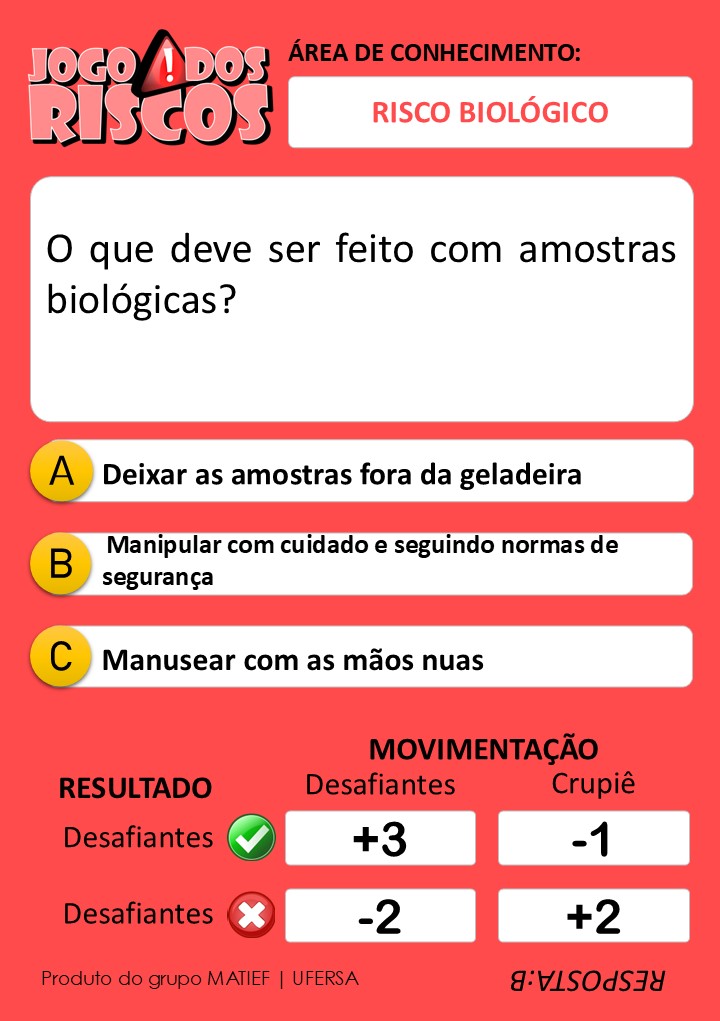 JOGO ! DOS
RISCOS
ÁREA DE CONHECIMENTO:
RISCO BIOLÓGICO
O que deve ser feito com amostras
biológicas?
A Deixar as amostras fora da geladeira
B Manipular com cuidado e seguindo normas de
segurança
C Manusear com as mãos nuas
MOVIMENTAÇÃO
RESULTADO Desafiantes Crupiê
Desafiantes +3 -1
Desafiantes -2 +2
Produto do grupo MATIEF | UFERSA
RESPOSTA:B